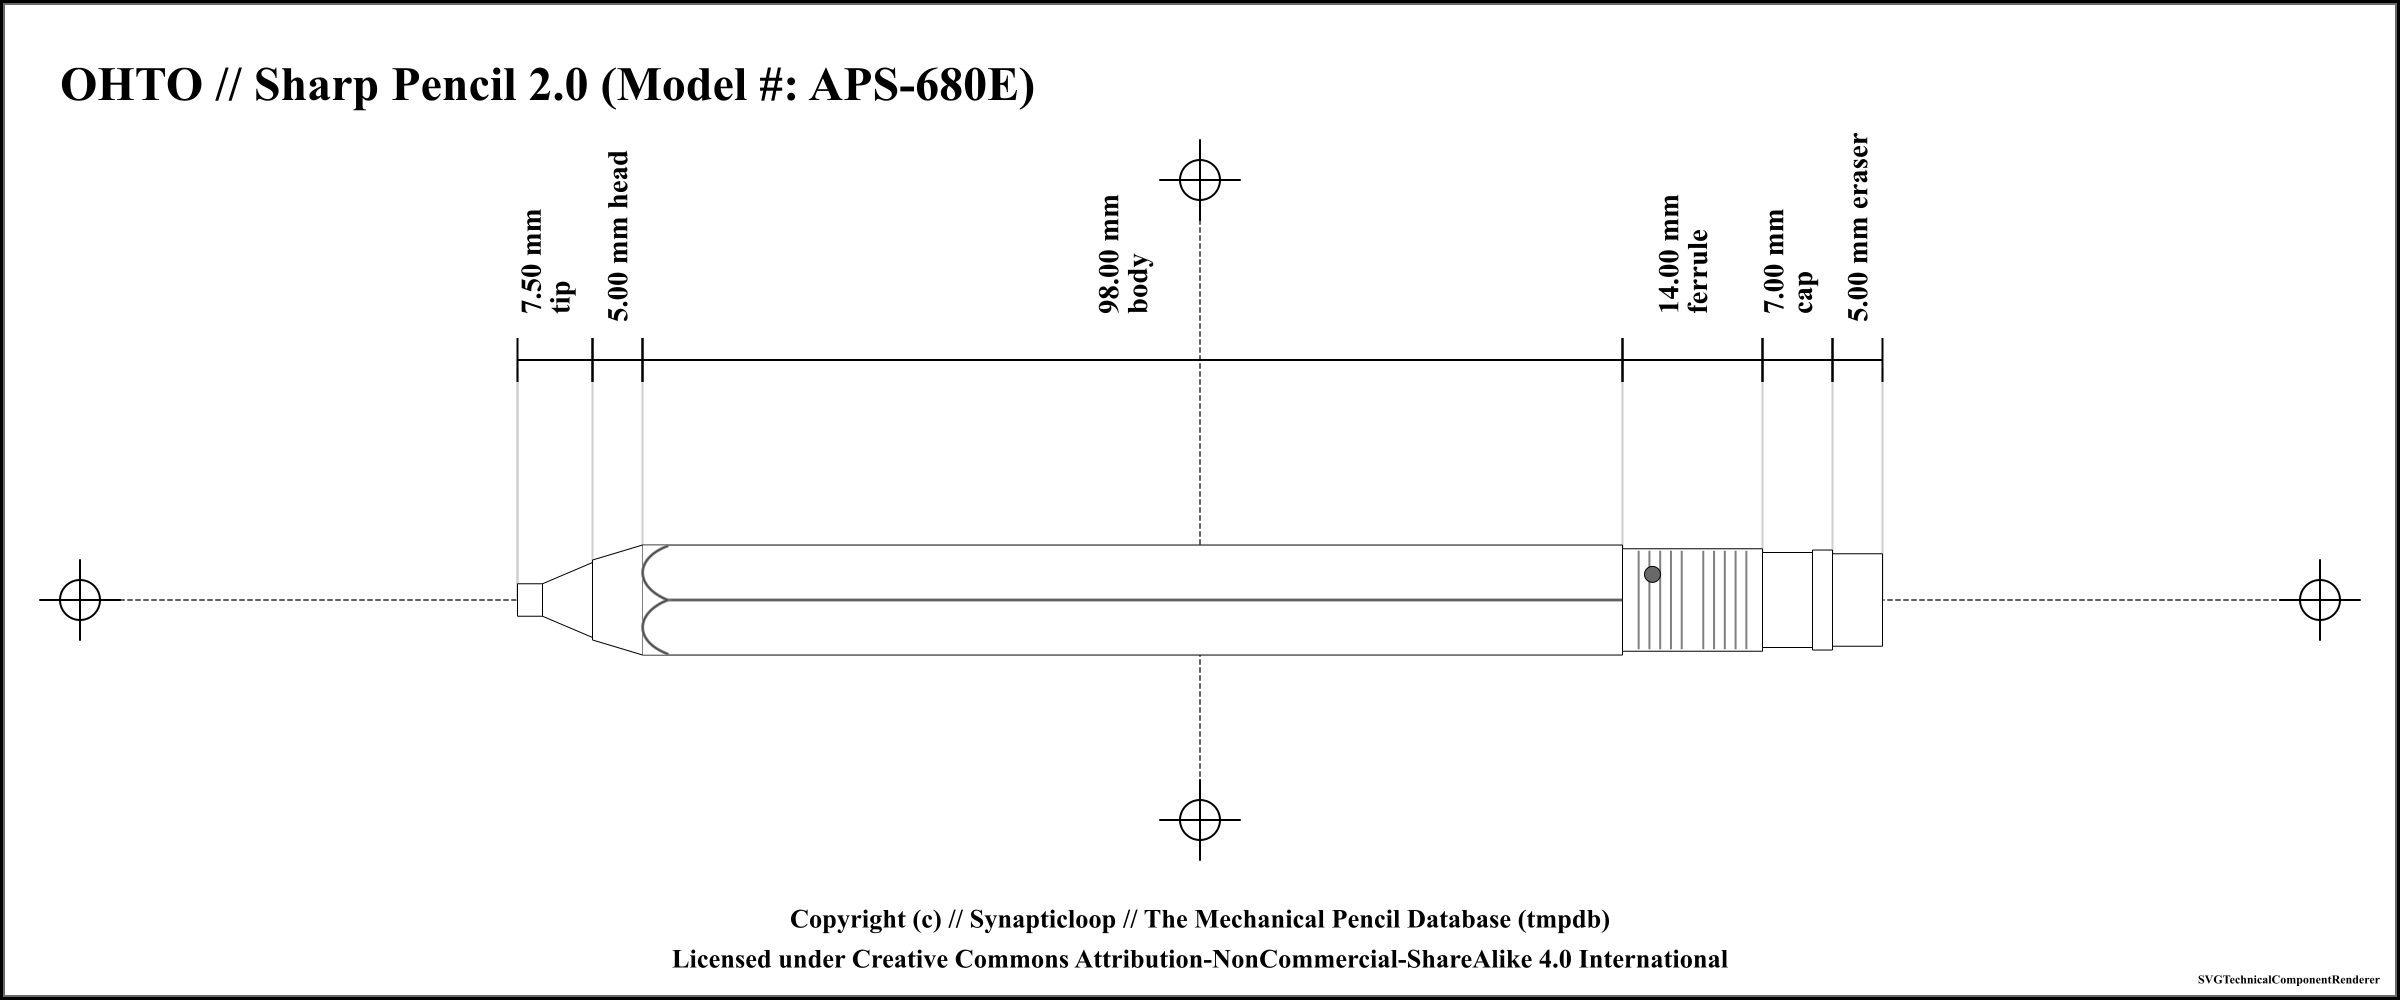 OHTO // Sharp Pencil 2.0 (Model #: APS-680E)
7.50 mm
tip
5.00 mm head
98.00 mm
body
14.00 mm
ferrule
7.00 mm
cap
5.00 mm eraser
Copyright (c) // Synapticloop // The Mechanical Pencil Database (tmpdb)
Licensed under Creative Commons Attribution-NonCommercial-ShareAlike 4.0 International
SVGTechnicalComponentRenderer